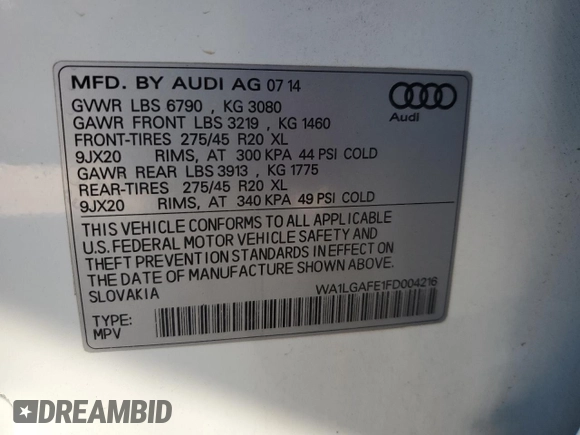 MFD. BY AUDI AG 07 14
GVWR LBS 6790 , KG 3080
GAWR FRONT LBS 3219 , KG 1460
FRONT-TIRES 275/45 R20 XL
9JX20 RIMS, AT 300 KPA 44 PSI COLD
GAWR REAR LBS 3913 , KG 1775
REAR-TIRES 275/45 R20 XL
9JX20 RIMS, AT 340 KPA 49 PSI COLD
Audi
THIS VEHICLE CONFORMS TO ALL APPLICABLE
U.S. FEDERAL MOTOR VEHICLE SAFETY AND
THEFT PREVENTION STANDARDS IN EFFECT ON
THE DATE OF MANUFACTURE SHOWN ABOVE.
SLOVAKIA WA1LGAFE1FD004216
TYPE:
MPV
DREAMBID